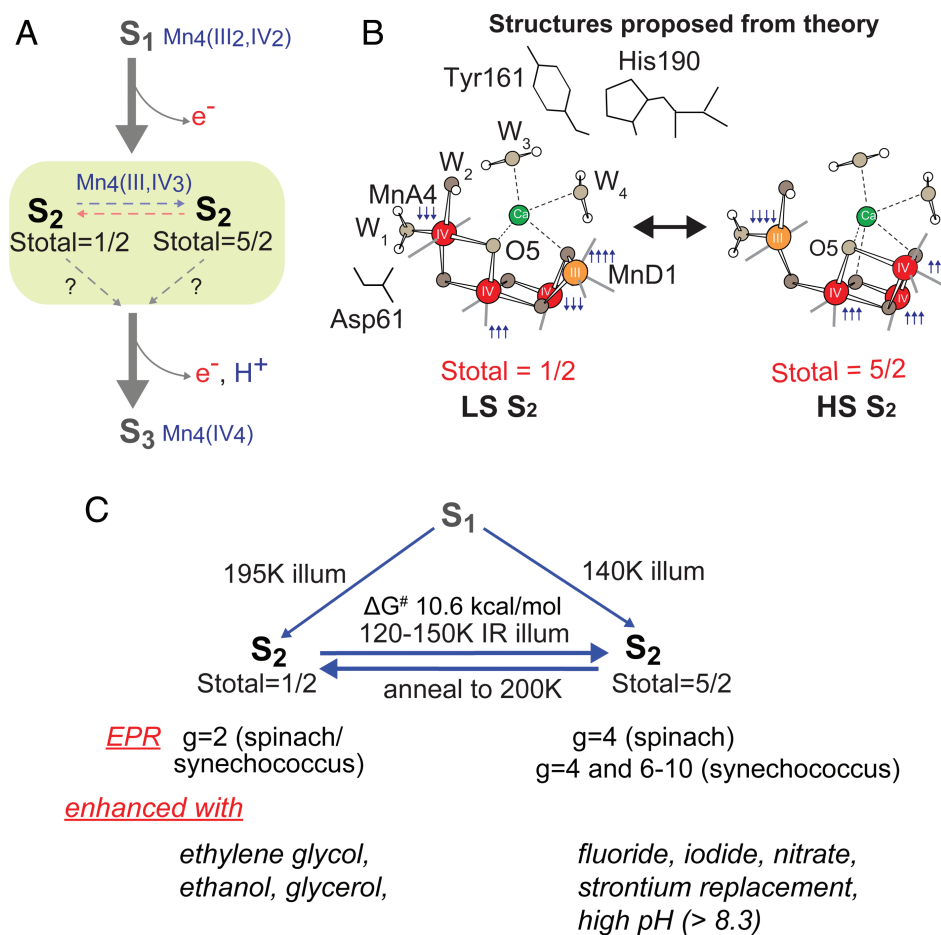 A
S1 Mn4(III2,IV2)
e-
Mn4(III,IV3)
S2 S2
Stotal=1/2 Stotal=5/2
? ?
e-, H+
S3 Mn4(IV4)
B
Structures proposed from theory
Tyr161 His190
W3
W2
W4
MnA4
↓↓↓
W1
IV
Ca
O5
↑↑↑↑
III
MnD1
IV
IV
↓↓↓
Asp61
↑↑↑
Stotal = 1/2
LS S2
↓↓↓↓
III
Ca
O5
IV
↑↑
IV
IV
↑↑↑
↑↑↑
Stotal = 5/2
HS S2
C
S1
195K illum 140K illum
ΔG# 10.6 kcal/mol
120-150K IR illum
S2 S2
Stotal=1/2 Stotal=5/2
anneal to 200K
EPR g=2 (spinach/
synechococcus)
g=4 (spinach)
g=4 and 6-10 (synechococcus)
enhanced with
ethylene glycol,
ethanol, glycerol,
fluoride, iodide, nitrate,
strontium replacement,
high pH (> 8.3)